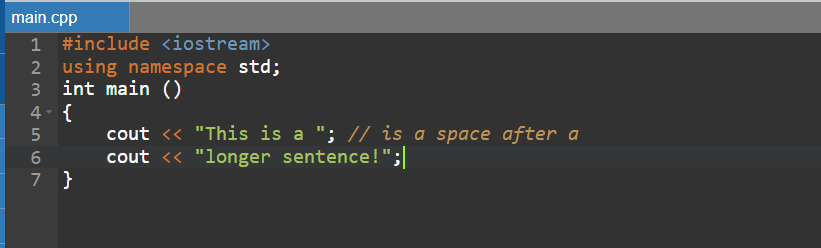 main.cpp
1 #include <iostream>
2 using namespace std;
3 int main ()
4 {
5     cout << "This is a "; // is a space after a
6     cout << "longer sentence!";
7 }